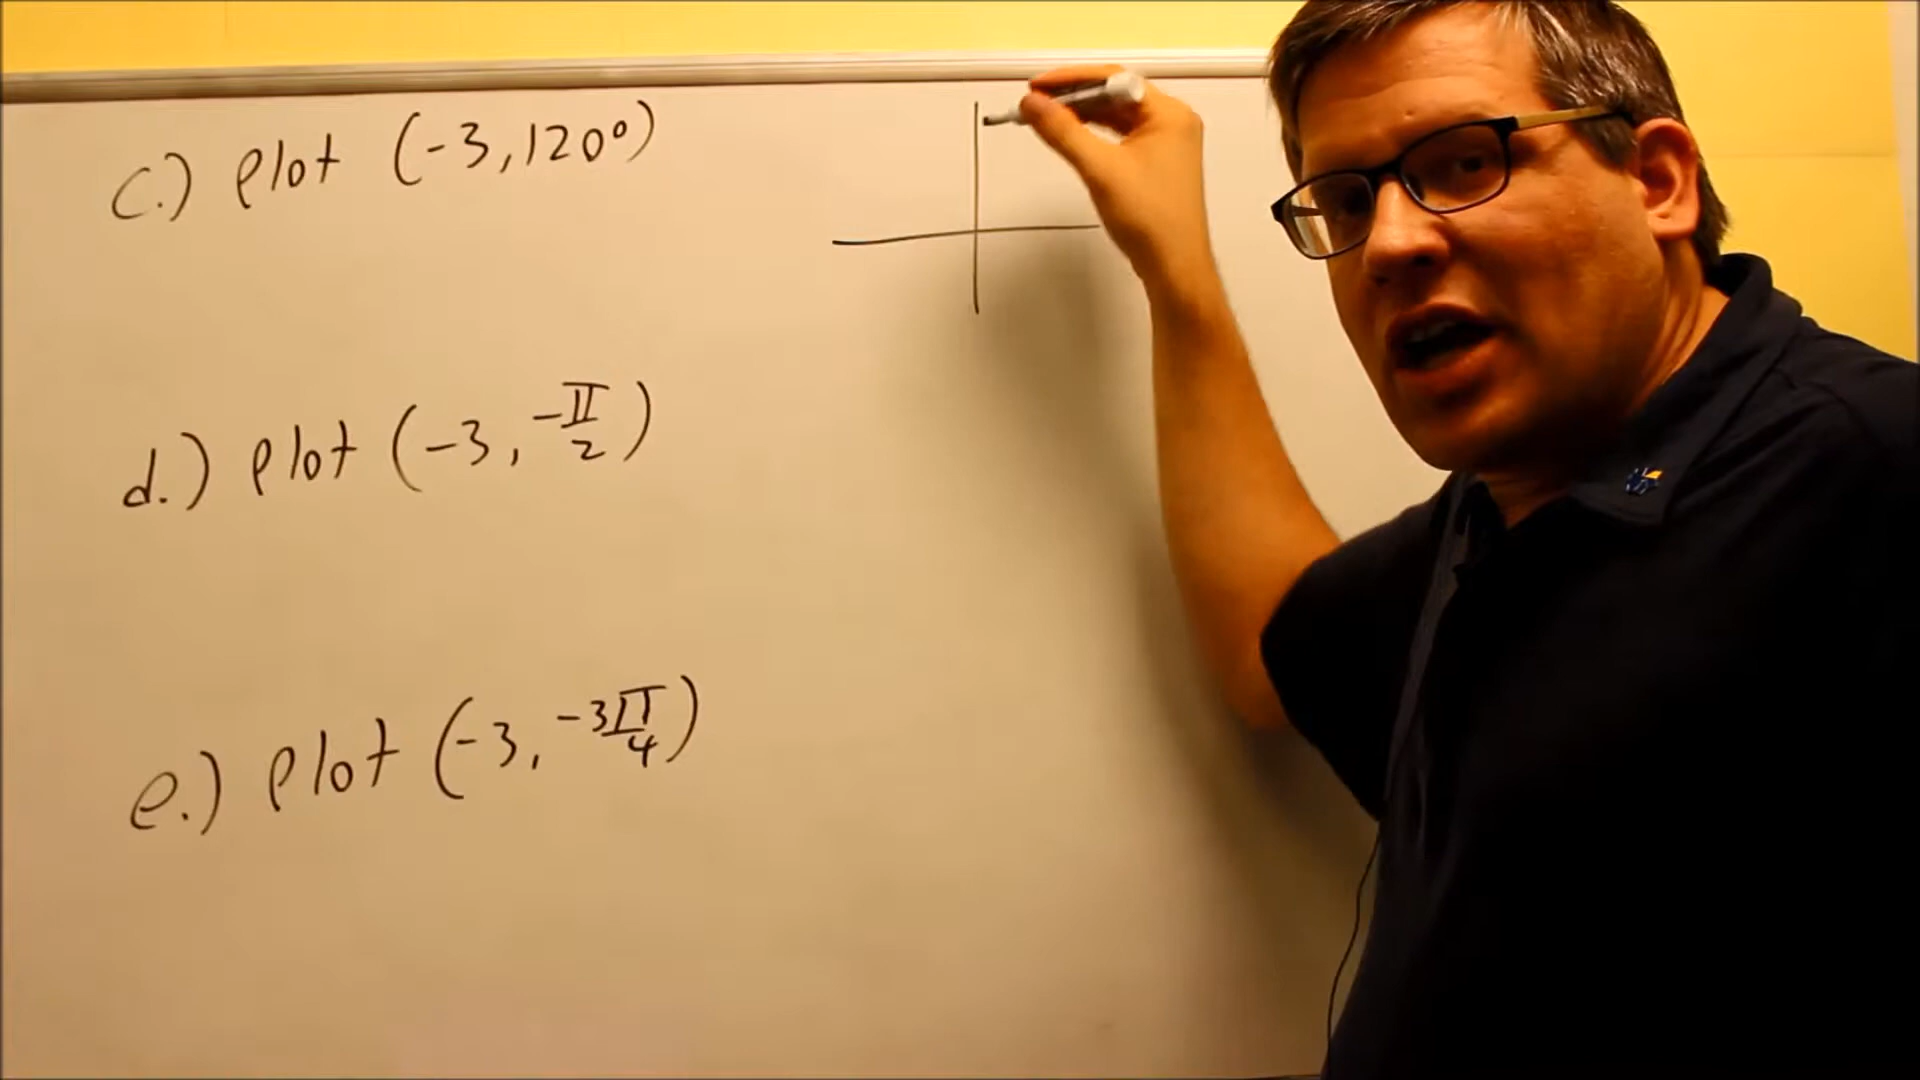 c.) plot (-3, 120°)
d.) plot (-3, -π/2)
e.) plot (-3, -3π/4)